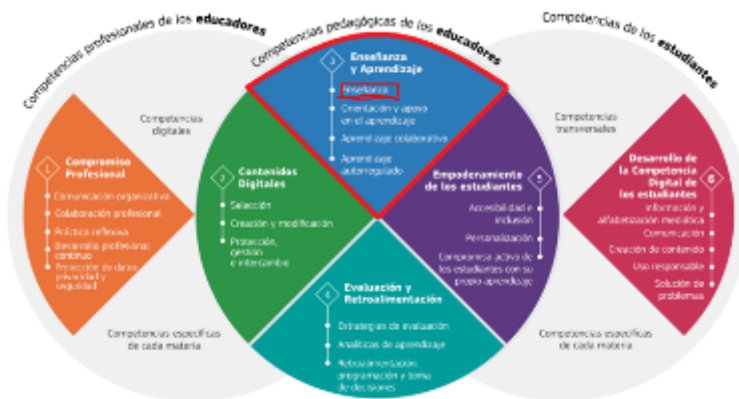 Competencias profesionales de los educadores
Competencias pedagógicas de los educadores
Competencias de los estudiantes
Competencias
digitales
Competencias
transversales
1
Compromiso
Profesional
Comunicación organizativa
Colaboración profesional
Práctica reflexiva
Desarrollo profesional
continuo
Protección de datos,
privacidad y
seguridad
2
Contenidos
Digitales
Selección
Creación y modificación
Protección,
gestión
e intercambio
3
Enseñanza
y Aprendizaje
Enseñanza
Orientación y apoyo
en el aprendizaje
Aprendizaje colaborativo
Aprendizaje
autorregulado
4
Evaluación y
Retroalimentación
Estrategias de evaluación
Analíticas de aprendizaje
Retroalimentación,
programación y toma
de decisiones
5
Empoderamiento
de los estudiantes
Accesibilidad e
inclusión
Personalización
Compromiso activo de
los estudiantes con su
propio aprendizaje
6
Desarrollo de
la Competencia
Digital de
los estudiantes
Información y
alfabetización mediática
Comunicación
Creación de contenido
Uso responsable
Solución de
problemas
Competencias específicas
de cada materia
Competencias específicas
de cada materia